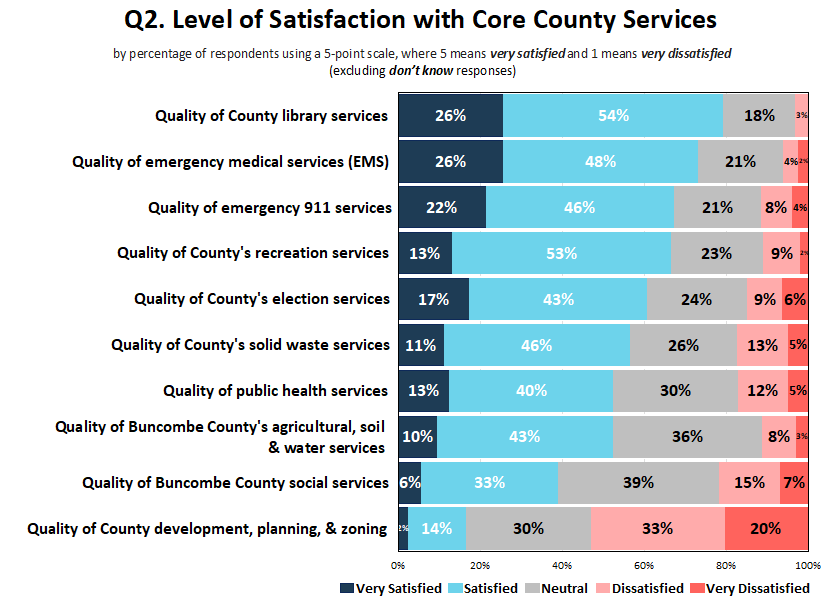 Q2. Level of Satisfaction with Core County Services
by percentage of respondents using a 5-point scale, where 5 means very satisfied and 1 means very dissatisfied
(excluding don't know responses)
Quality of County library services 26% 54% 18% 3%
Quality of emergency medical services (EMS) 26% 48% 21% 4% 2%
Quality of emergency 911 services 22% 46% 21% 8% 4%
Quality of County's recreation services 13% 53% 23% 9% 2%
Quality of County's election services 17% 43% 24% 9% 6%
Quality of County's solid waste services 11% 46% 26% 13% 5%
Quality of public health services 13% 40% 30% 12% 5%
Quality of Buncombe County's agricultural, soil
& water services 10% 43% 36% 8% 3%
Quality of Buncombe County social services 6% 33% 39% 15% 7%
Quality of County development, planning, & zoning 2% 14% 30% 33% 20%
0% 20% 40% 60% 80% 100%
Very Satisfied Satisfied Neutral Dissatisfied Very Dissatisfied